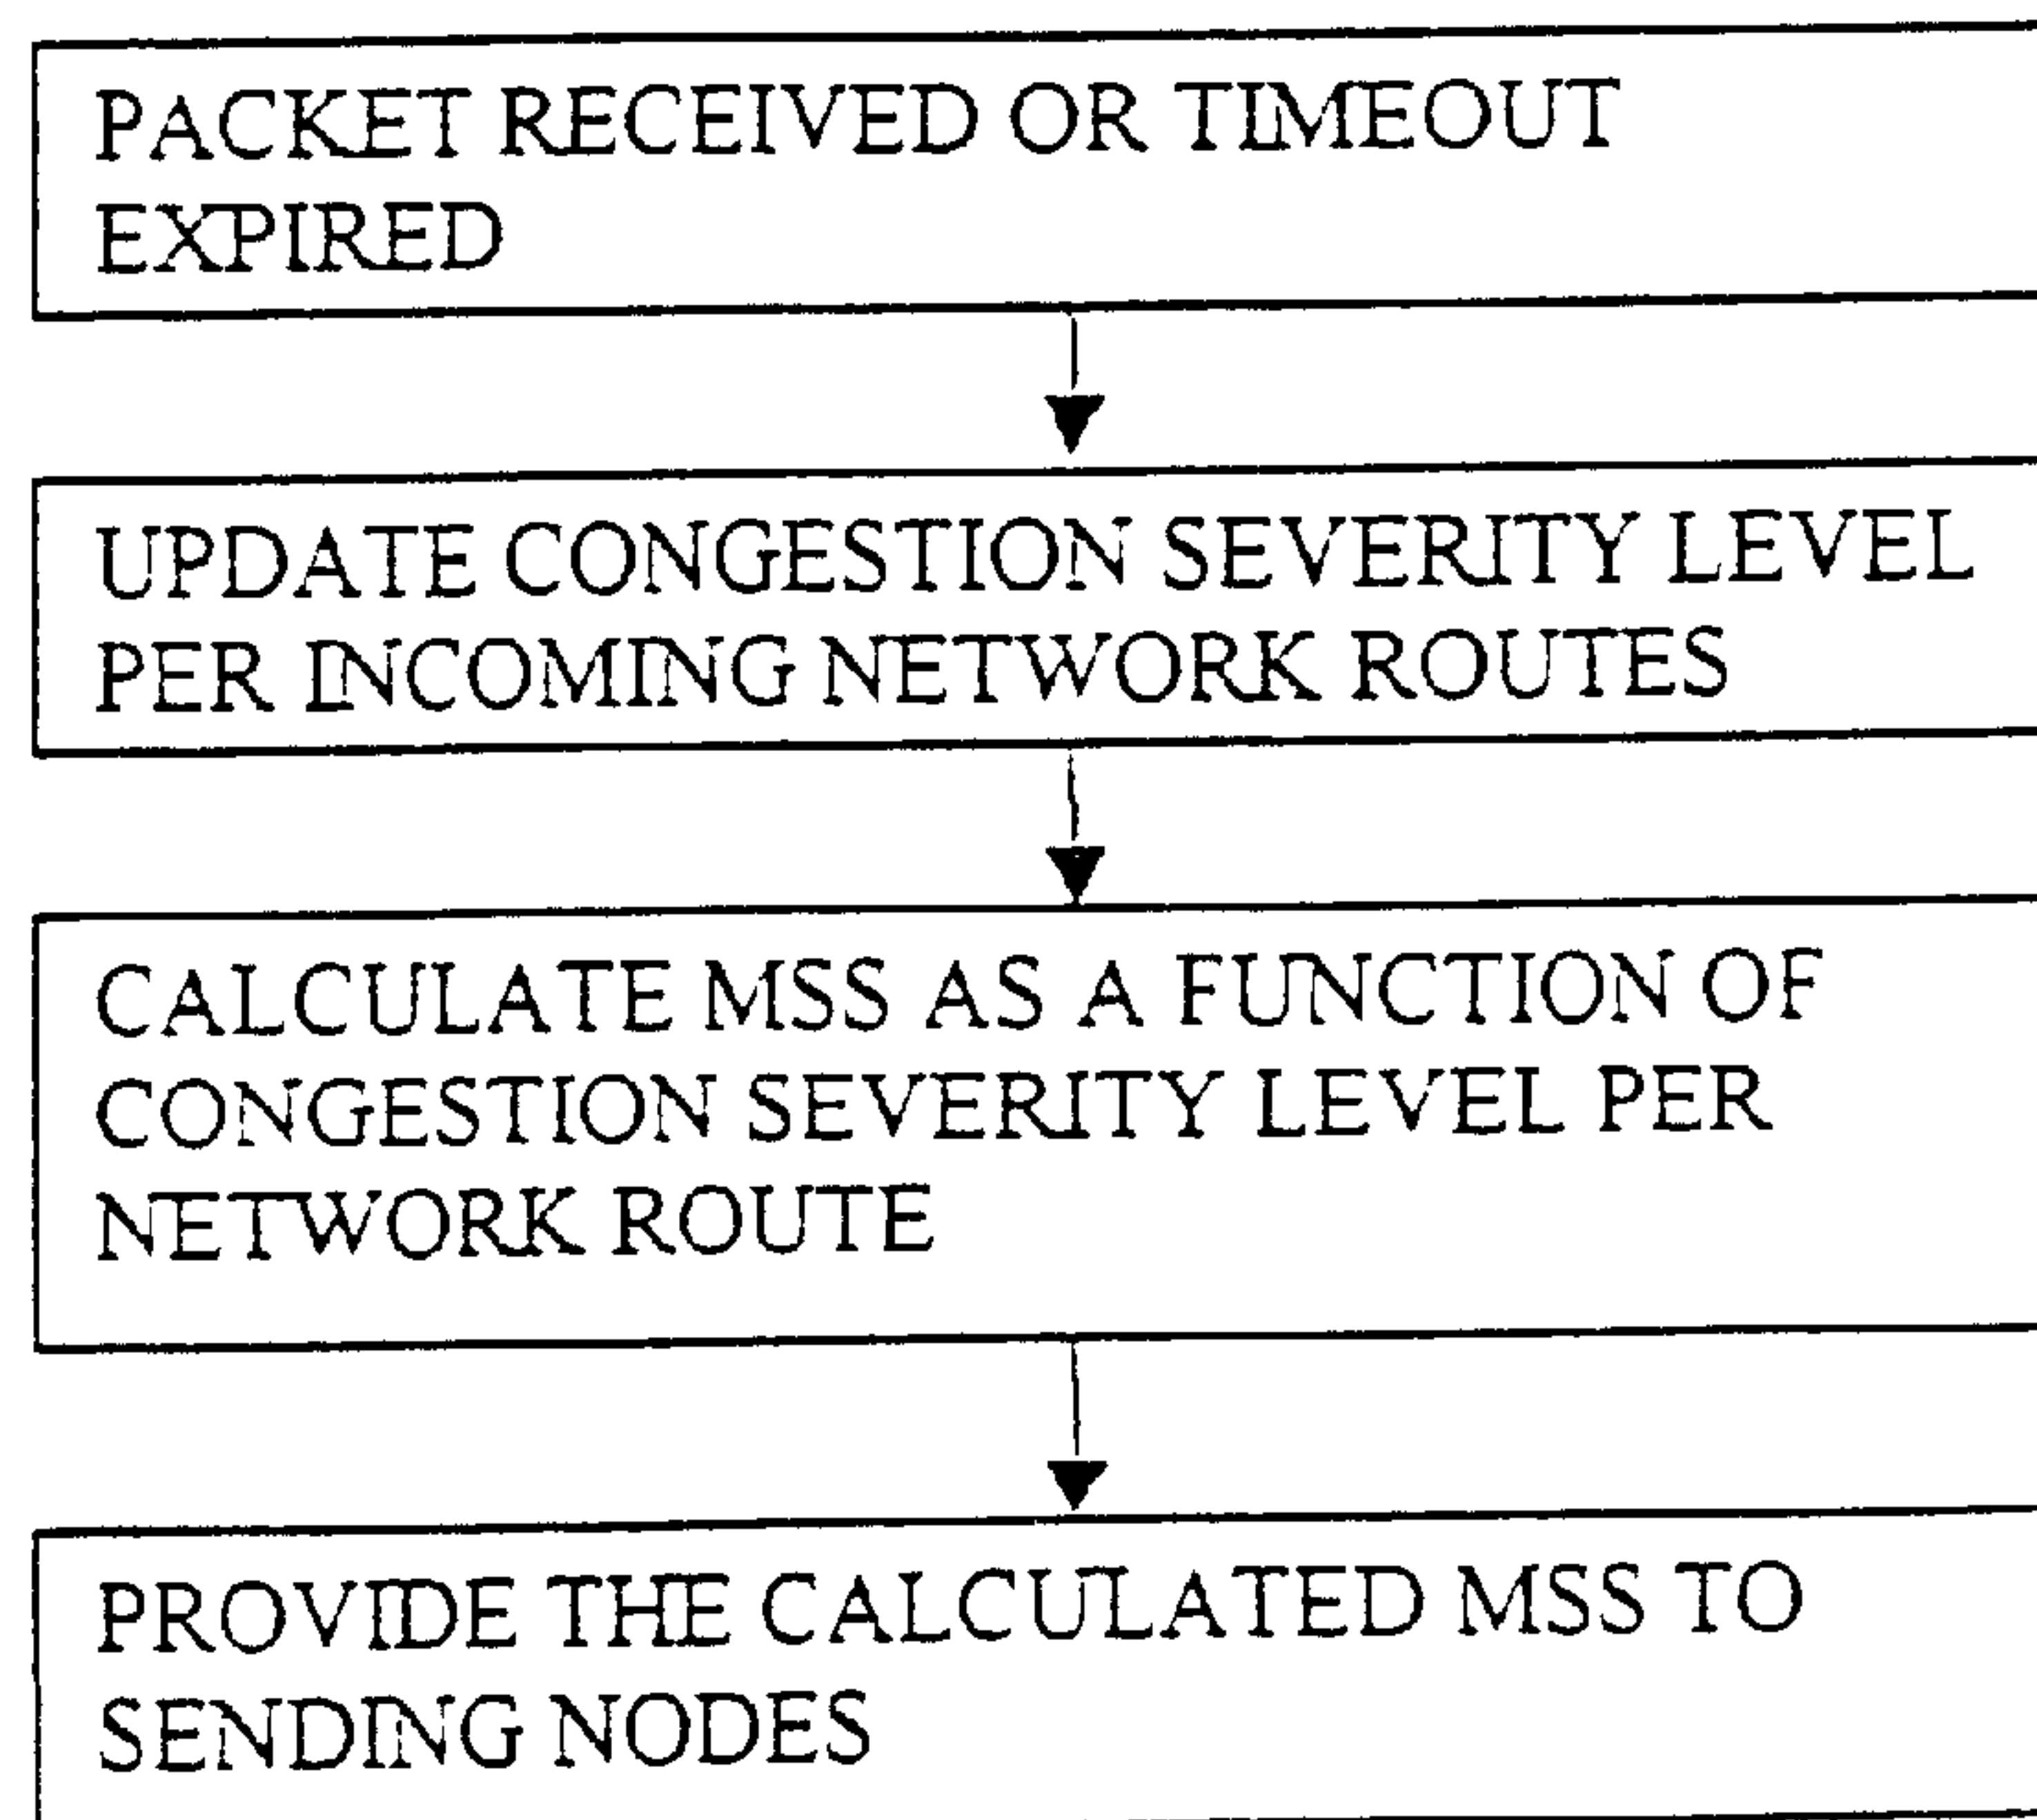 PACKET RECEIVED OR TIMEOUT
EXPIRED
UPDATE CONGESTION SEVERITY LEVEL
PER INCOMING NETWORK ROUTES
CALCULATE MSS AS A FUNCTION OF
CONGESTION SEVERITY LEVEL PER
NETWORK ROUTE
PROVIDE THE CALCULATED MSS TO
SENDING NODES